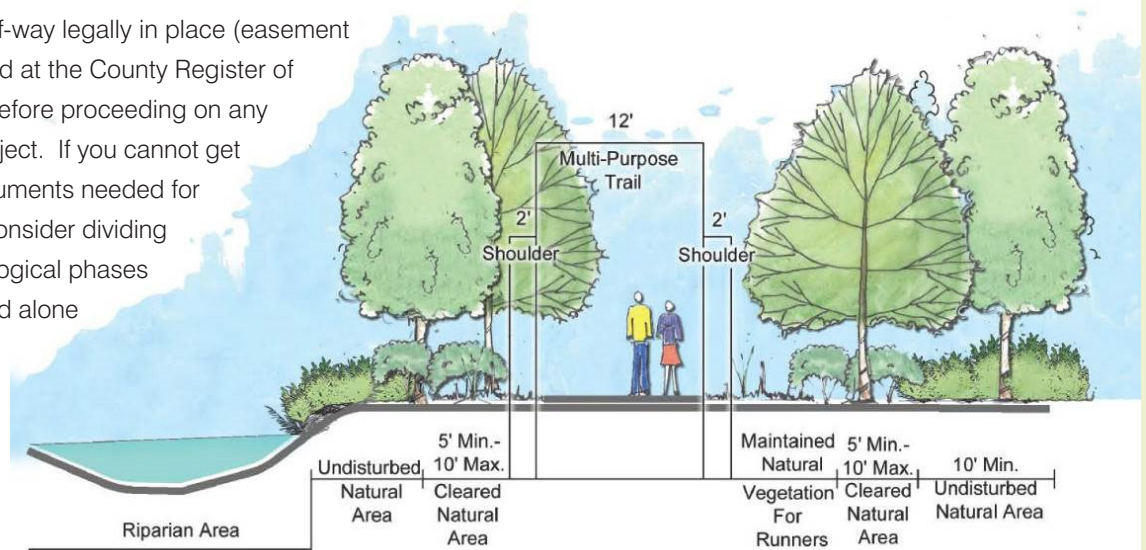 f-way legally in place (easement
d at the County Register of
efore proceeding on any
ject. If you cannot get
uments needed for
onsider dividing
ogical phases
d alone
12'
Multi-Purpose
Trail
2'
Shoulder
2'
Shoulder
5' Min.-
10' Max.
Cleared
Natural
Area
Undisturbed
Natural
Area
Riparian Area
Maintained
Natural
Vegetation
For
Runners
5' Min.-
10' Max.
Cleared
Natural
Area
10' Min.
Undisturbed
Natural Area